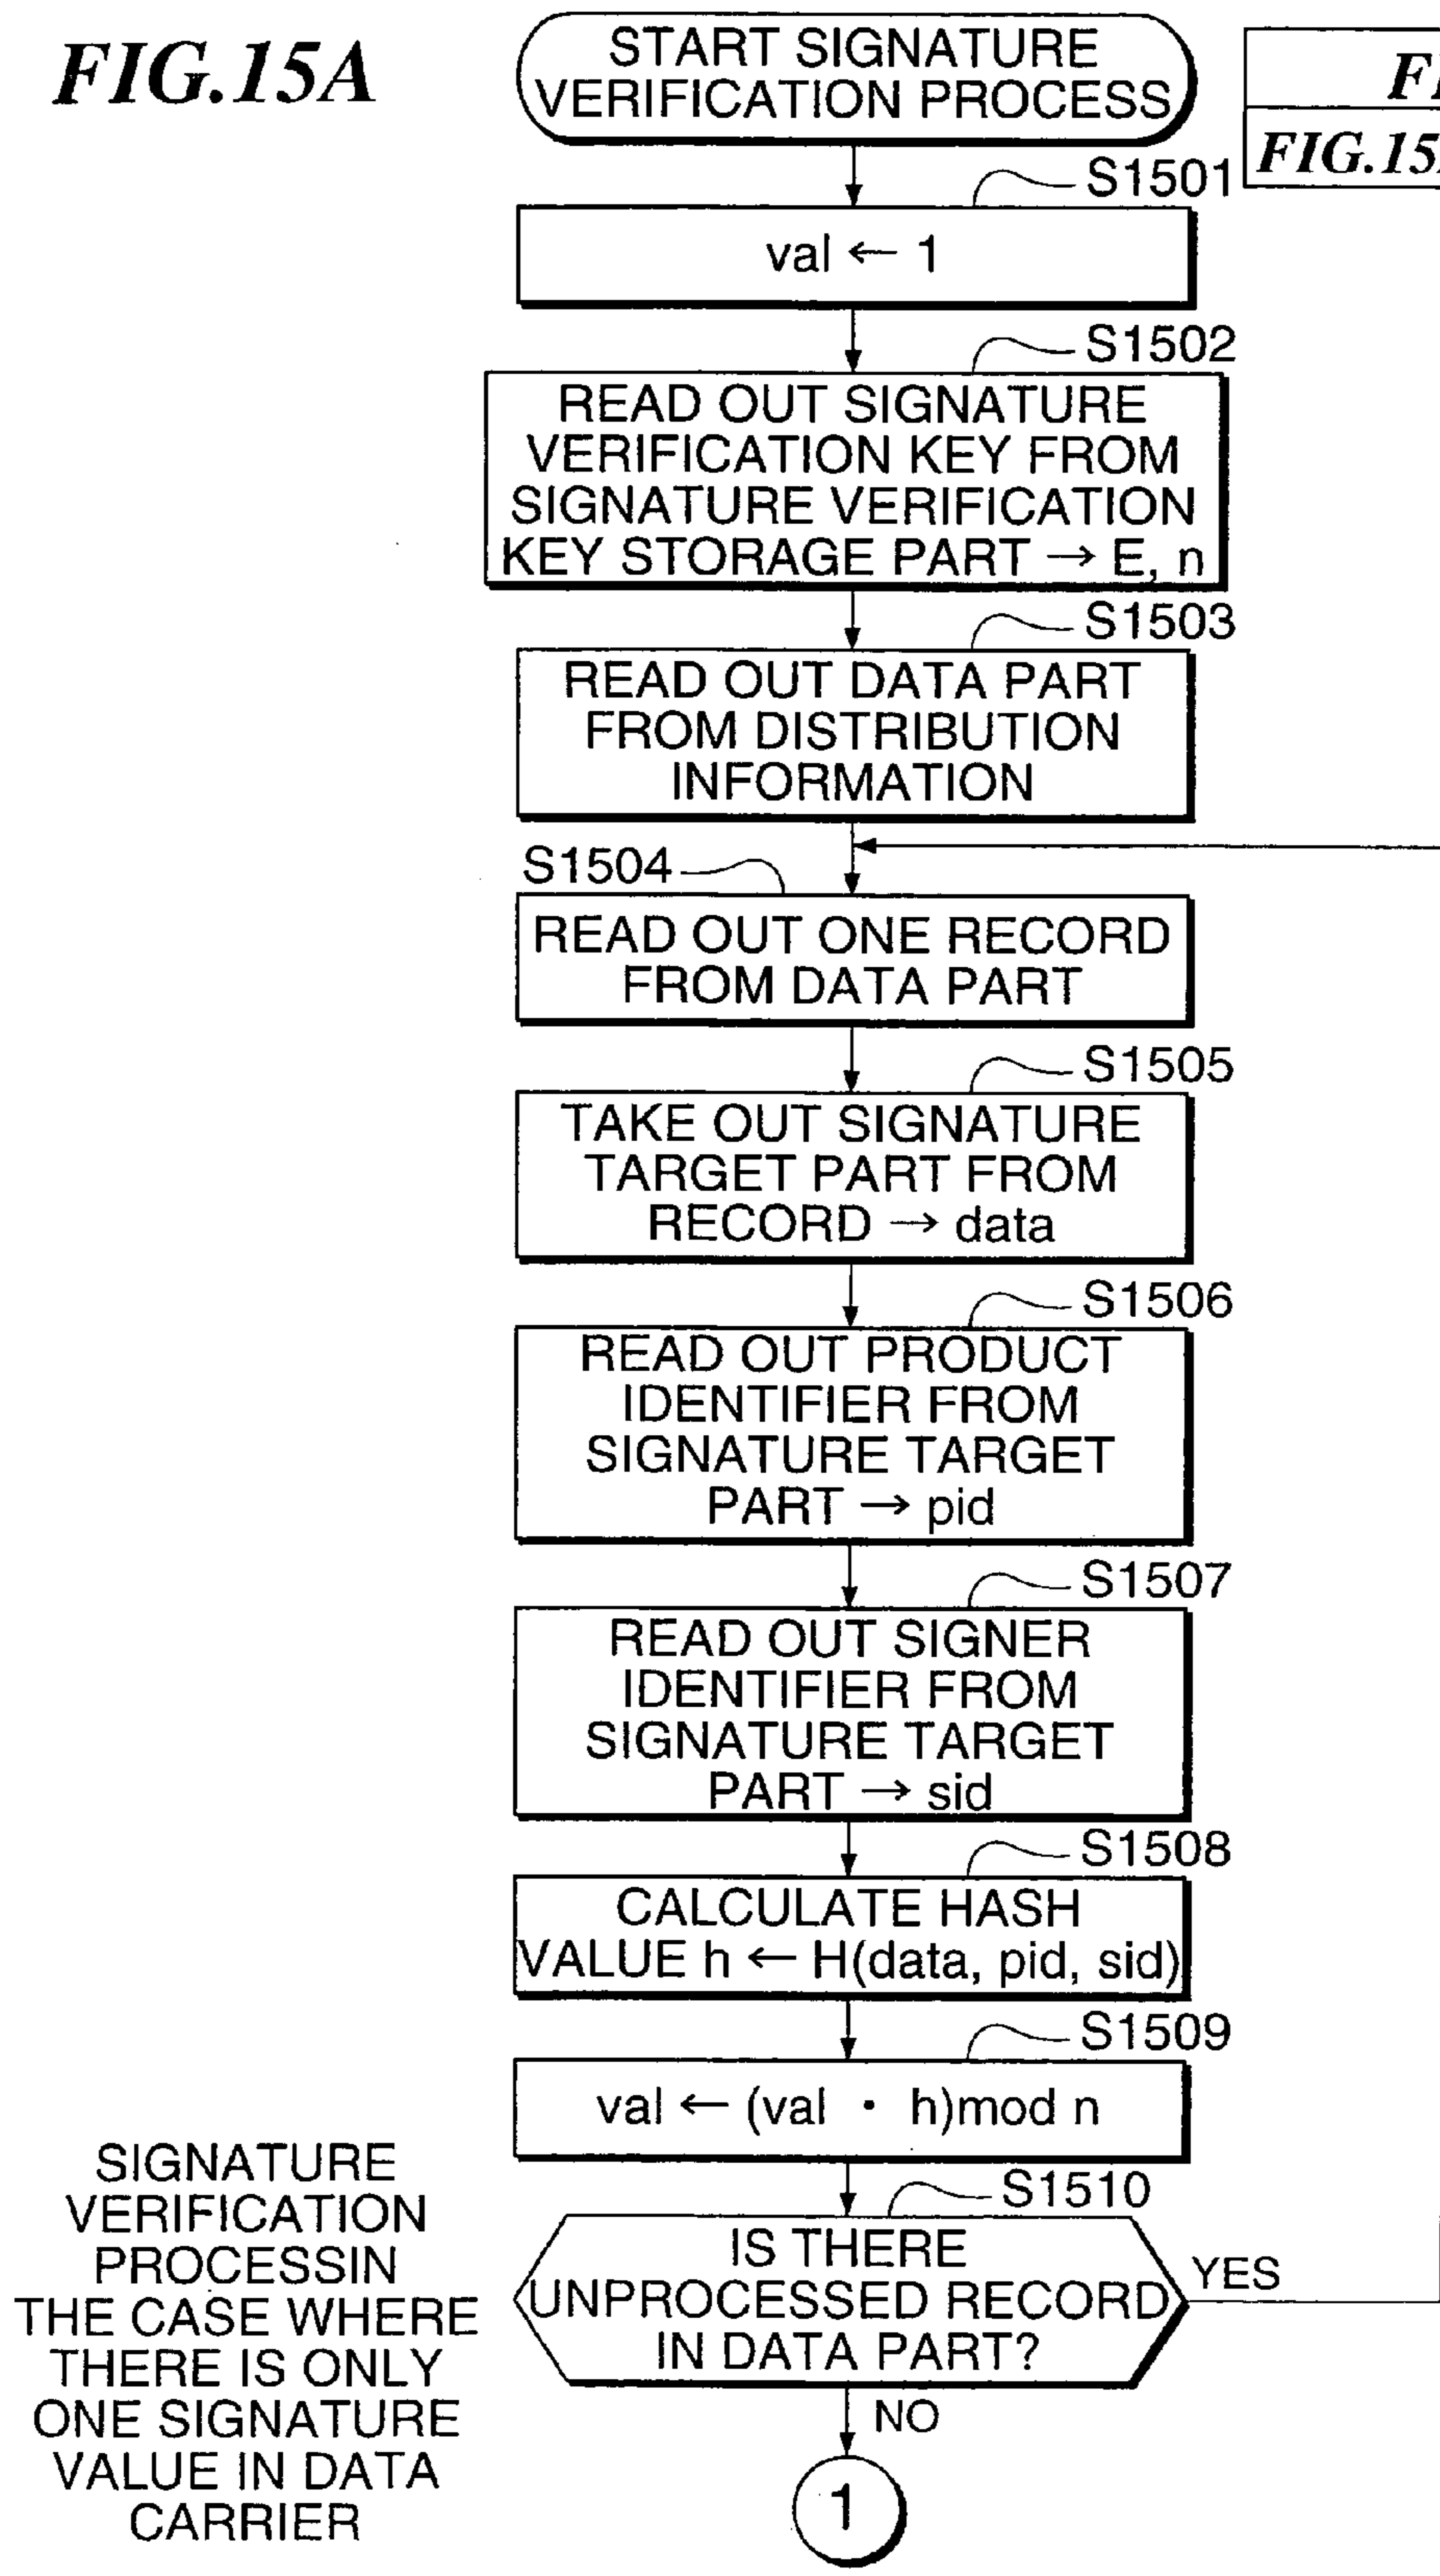 FIG.15A
START SIGNATURE
VERIFICATION PROCESS
S1501
val ← 1
S1502
READ OUT SIGNATURE
VERIFICATION KEY FROM
SIGNATURE VERIFICATION
KEY STORAGE PART → E, n
S1503
READ OUT DATA PART
FROM DISTRIBUTION
INFORMATION
S1504
READ OUT ONE RECORD
FROM DATA PART
S1505
TAKE OUT SIGNATURE
TARGET PART FROM
RECORD → data
S1506
READ OUT PRODUCT
IDENTIFIER FROM
SIGNATURE TARGET
PART → pid
S1507
READ OUT SIGNER
IDENTIFIER FROM
SIGNATURE TARGET
PART → sid
S1508
CALCULATE HASH
VALUE h ← H(data, pid, sid)
S1509
val ← (val · h)mod n
S1510
IS THERE
UNPROCESSED RECORD
IN DATA PART?
YES
NO
1
SIGNATURE
VERIFICATION
PROCESSIN
THE CASE WHERE
THERE IS ONLY
ONE SIGNATURE
VALUE IN DATA
CARRIER